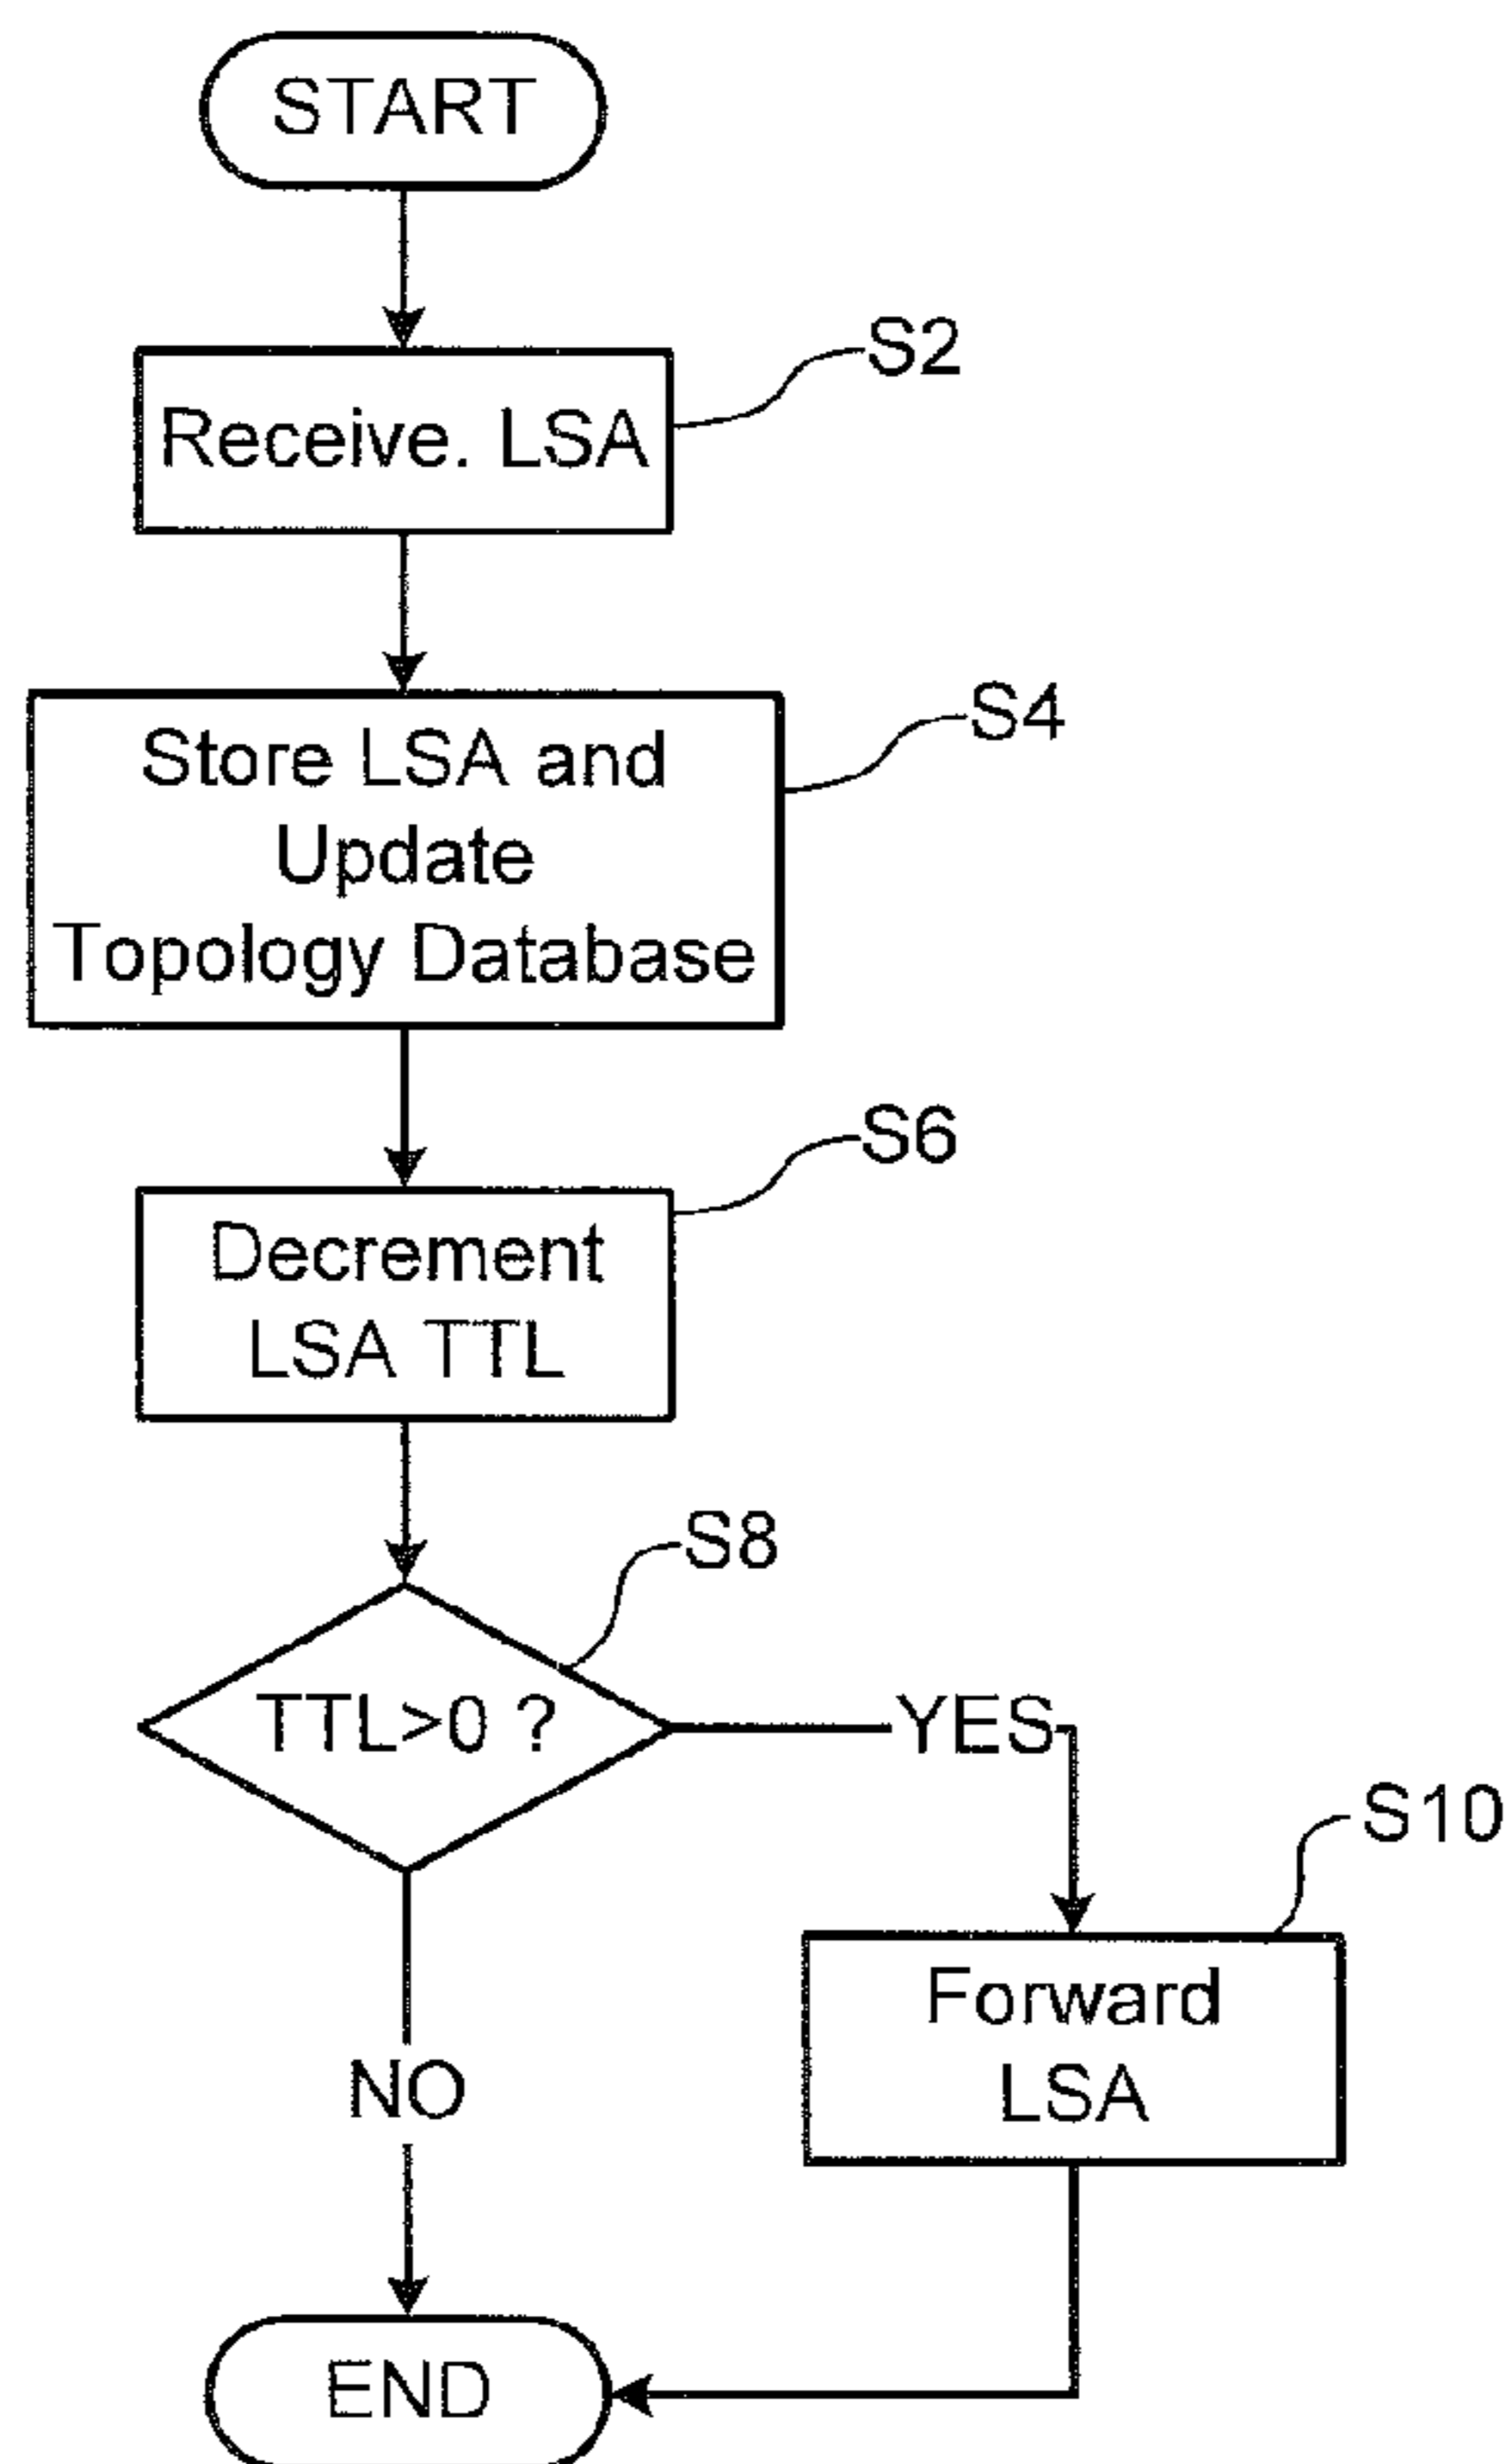 START
S2
Receive. LSA
S4
Store LSA and
Update
Topology Database
S6
Decrement
LSA TTL
S8
TTL>0 ?
YES
S10
Forward
LSA
NO
END